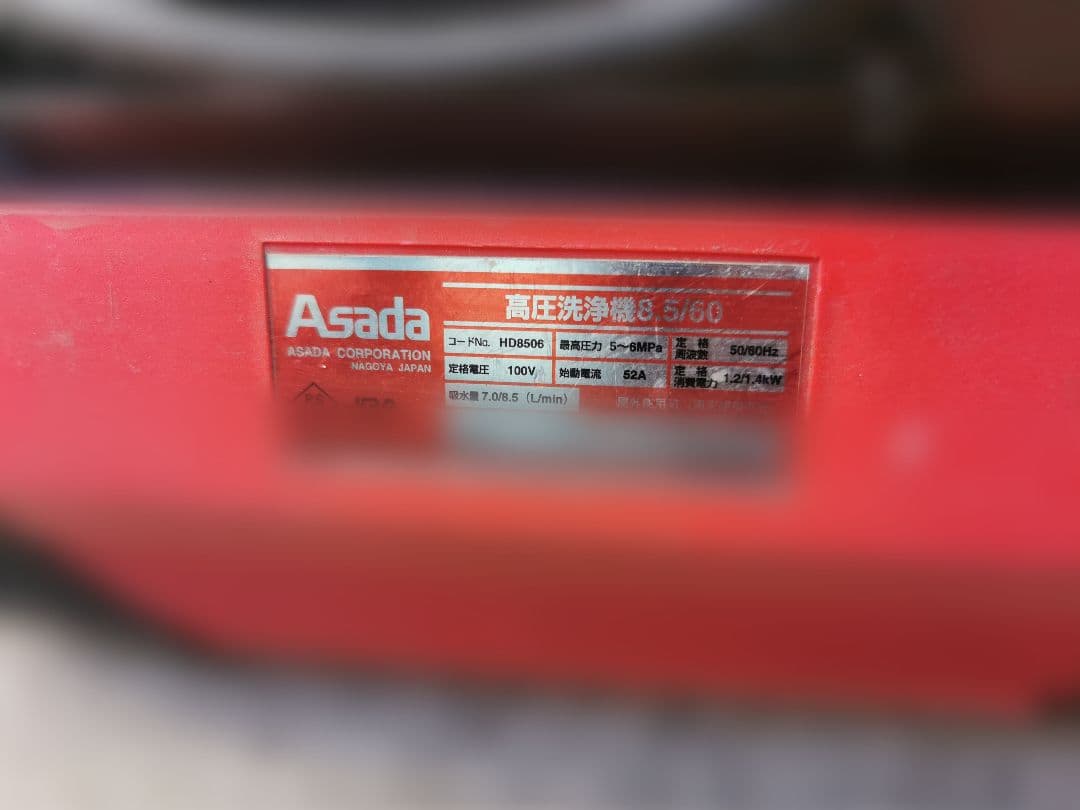 Asada
ASADA CORPORATION
NAGOYA JAPAN
高圧洗浄機8.5/60
コードNo. HD8506 最高圧力 5〜6MPa 定格周波数 50/60Hz
定格電圧 100V 始動電流 52A 定格消費電力 1.2/1.4kW
吸水量 7.0/8.5 (L/min)